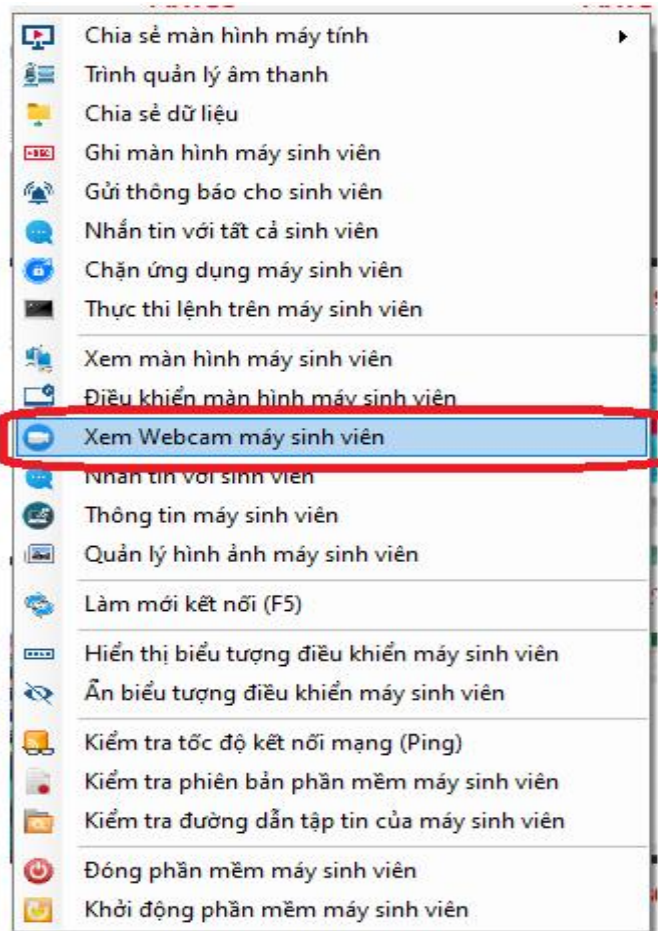 Chia sẻ màn hình máy tính
Trình quản lý âm thanh
Chia sẻ dữ liệu
Ghi màn hình máy sinh viên
Gửi thông báo cho sinh viên
Nhắn tin với tất cả sinh viên
Chặn ứng dụng máy sinh viên
Thực thi lệnh trên máy sinh viên
Xem màn hình máy sinh viên
Điều khiển màn hình máy sinh viên
Xem Webcam máy sinh viên
Nhắn tin với sinh viên
Thông tin máy sinh viên
Quản lý hình ảnh máy sinh viên
Làm mới kết nối (F5)
Hiển thị biểu tượng điều khiển máy sinh viên
Ẩn biểu tượng điều khiển máy sinh viên
Kiểm tra tốc độ kết nối mạng (Ping)
Kiểm tra phiên bản phần mềm máy sinh viên
Kiểm tra đường dẫn tập tin của máy sinh viên
Đóng phần mềm máy sinh viên
Khởi động phần mềm máy sinh viên